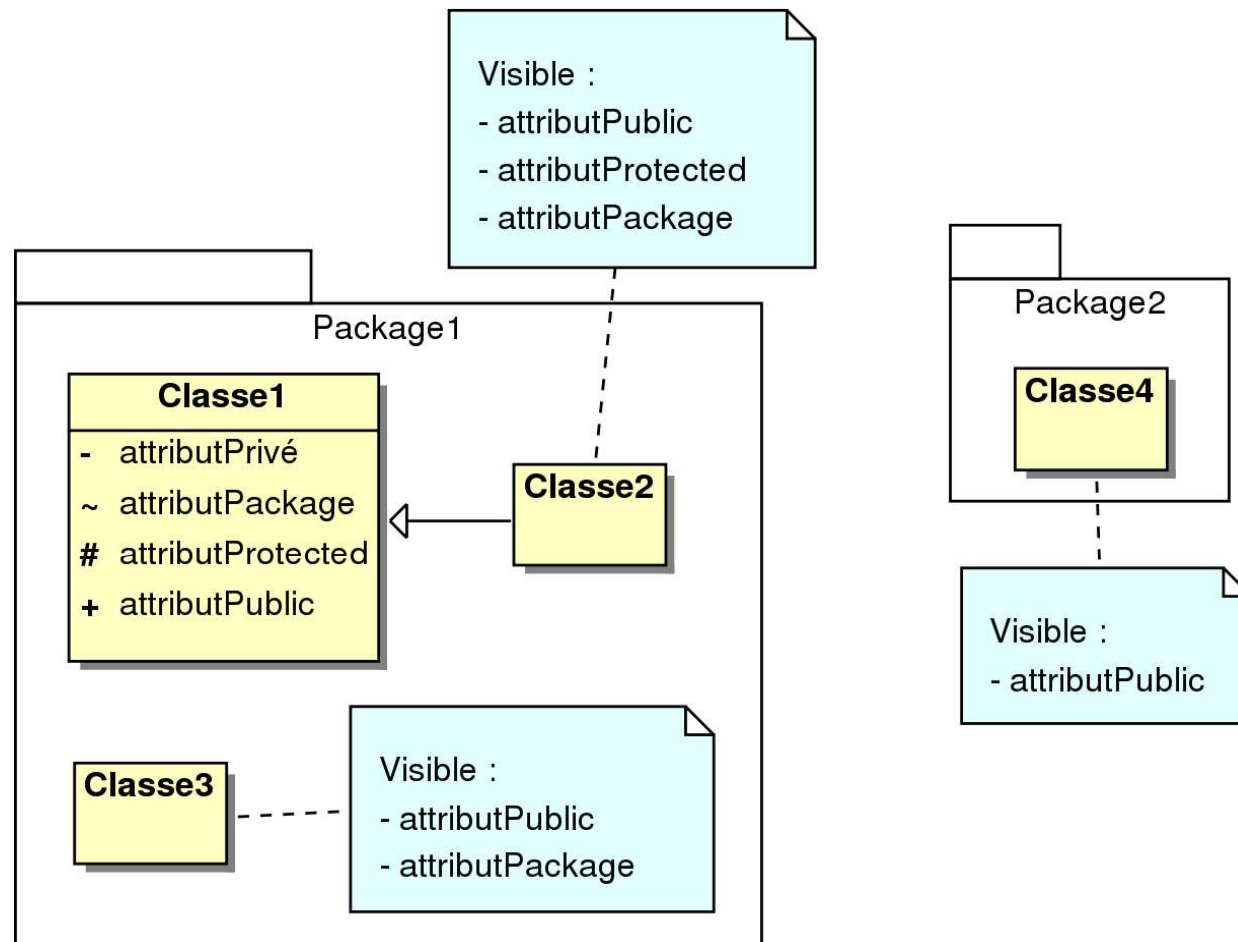 Visible :
- attributPublic
- attributProtected
- attributPackage
Package1
Classe1
- attributPrivé
~ attributPackage
# attributProtected
+ attributPublic
Classe2
Classe3
Visible :
- attributPublic
- attributPackage
Package2
Classe4
Visible :
- attributPublic